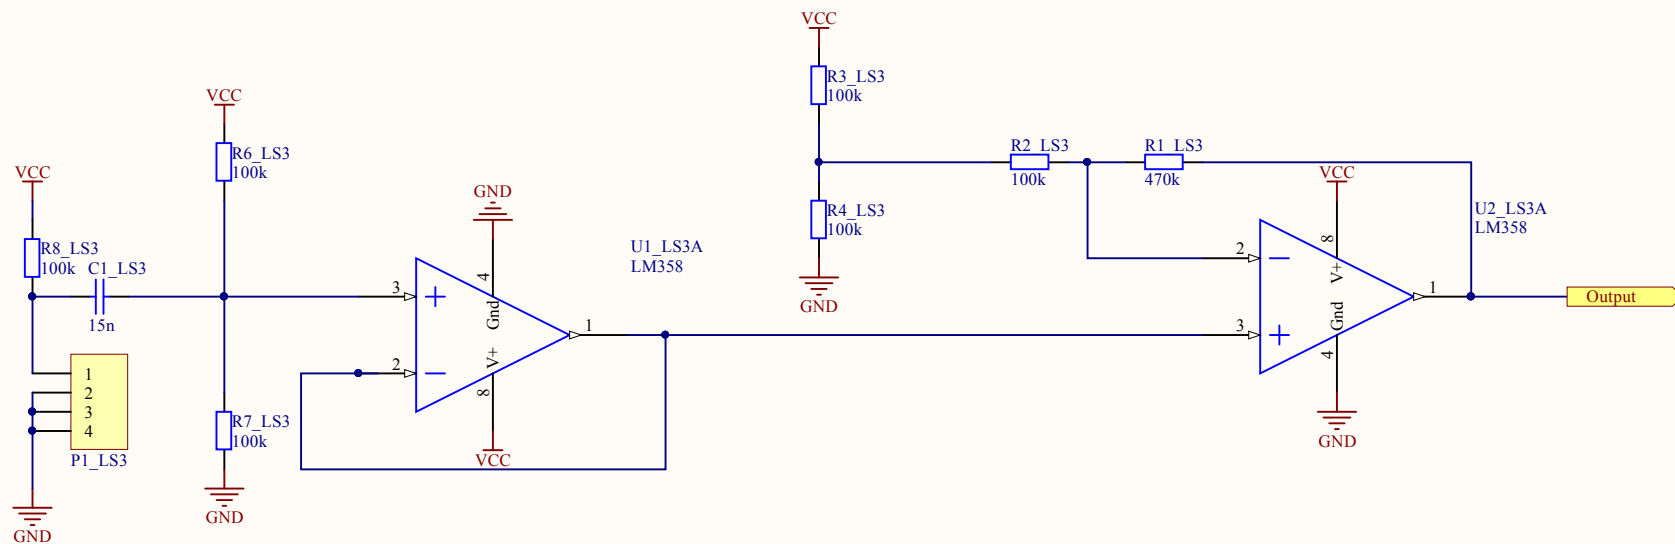 VCC
R3_LS3
100k
VCC
R6_LS3
100k
R2_LS3
100k
R1_LS3
470k
VCC
VCC
GND
R4_LS3
100k
GND
U2_LS3A
LM358
R8_LS3
100k
C1_LS3
15n
U1_LS3A
LM358
3
4
Gnd
1
2
V+
8
VCC
2
8
V+
1
Output
3
Gnd
4
GND
1
2
3
4
P1_LS3
R7_LS3
100k
GND
GND